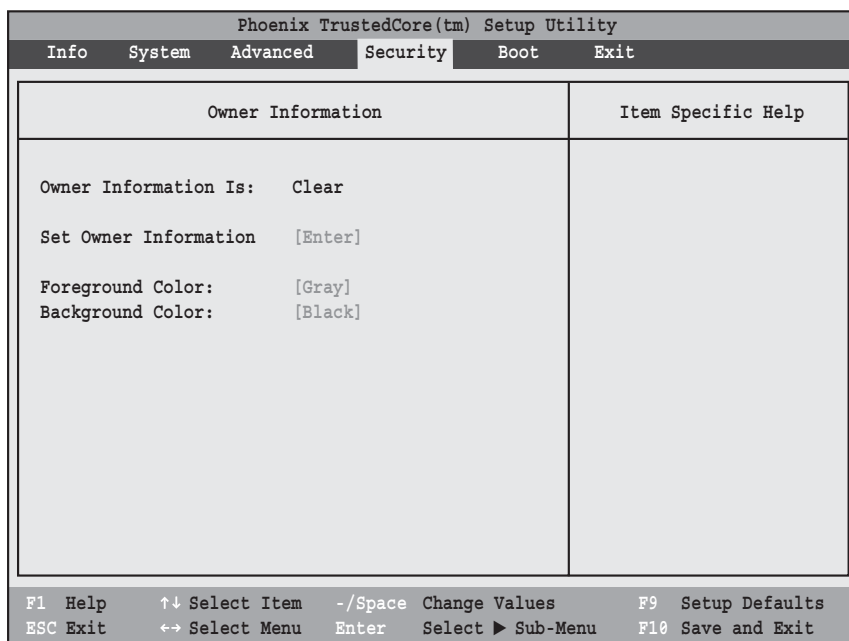 Phoenix TrustedCore(tm) Setup Utility
Info System Advanced Security Boot Exit
Owner Information
Item Specific Help
Owner Information Is: Clear
Set Owner Information [Enter]
Foreground Color: [Gray]
Background Color: [Black]
F1 Help ↑↓ Select Item -/Space Change Values F9 Setup Defaults
ESC Exit ←→ Select Menu Enter Select ▶ Sub-Menu F10 Save and Exit